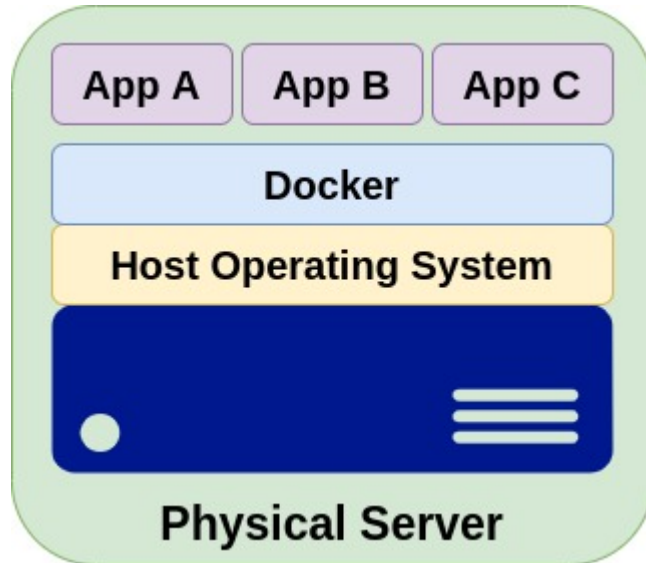 App A App B App C
Docker
Host Operating System
Physical Server